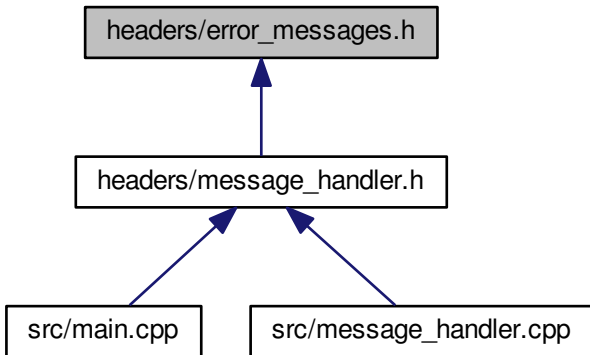 headers/error_messages.h
headers/message_handler.h
src/main.cpp
src/message_handler.cpp